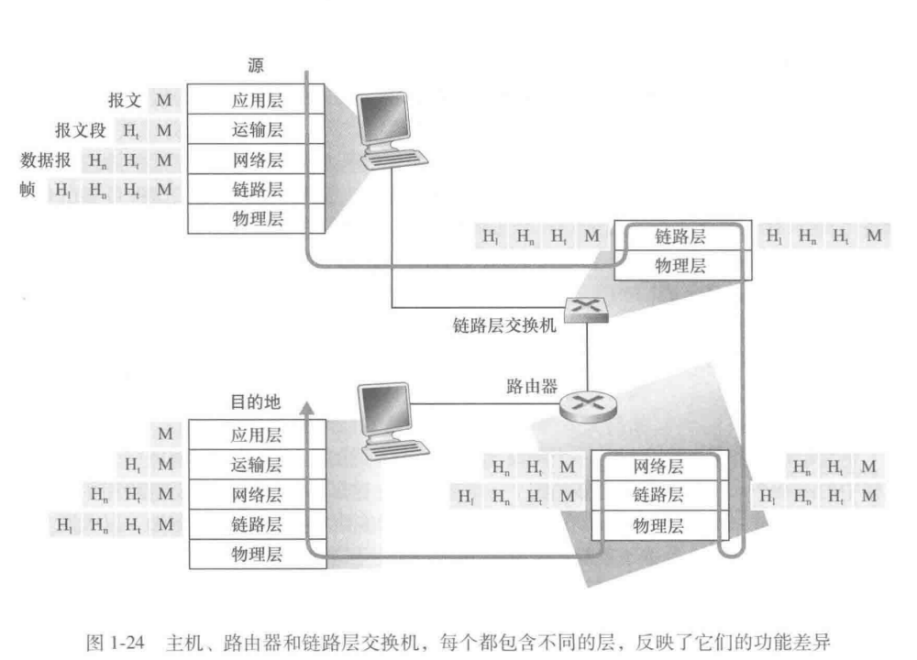 源
报文 M 应用层
报文段 Ht M 运输层
数据报 Hn Ht M 网络层
帧 Hl Hn Ht M 链路层
物理层
Hl Hn Ht M 链路层 Hl Hn Ht M
物理层
链路层交换机
路由器
目的地
M 应用层
Ht M 运输层
Hn Ht M 网络层
Hl Hn Ht M 链路层
物理层
Hn Ht M 网络层 Hn Ht M
Hl Hn Ht M 链路层 Hl Hn Ht M
物理层
图 1-24 主机、路由器和链路层交换机，每个都包含不同的层，反映了它们的功能差异